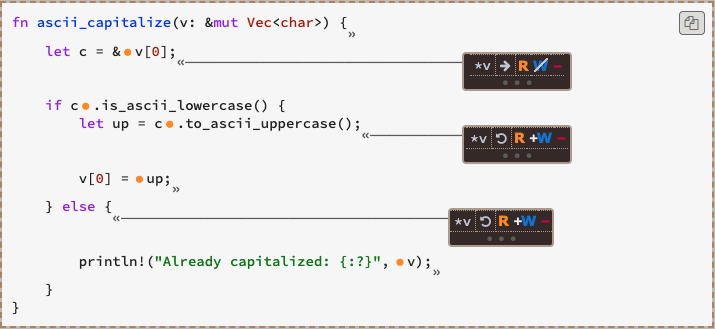 fn ascii_capitalize(v: &mut Vec<char>) {
»
let c = &●v[0];
« *v → R W −
if c●.is_ascii_lowercase() {
let up = c●.to_ascii_uppercase();
« *v ↺ R +W −
v[0] = ●up;
»
} else {
« *v ↺ R +W −
println!("Already capitalized: {:?}", ●v);
»
}
}